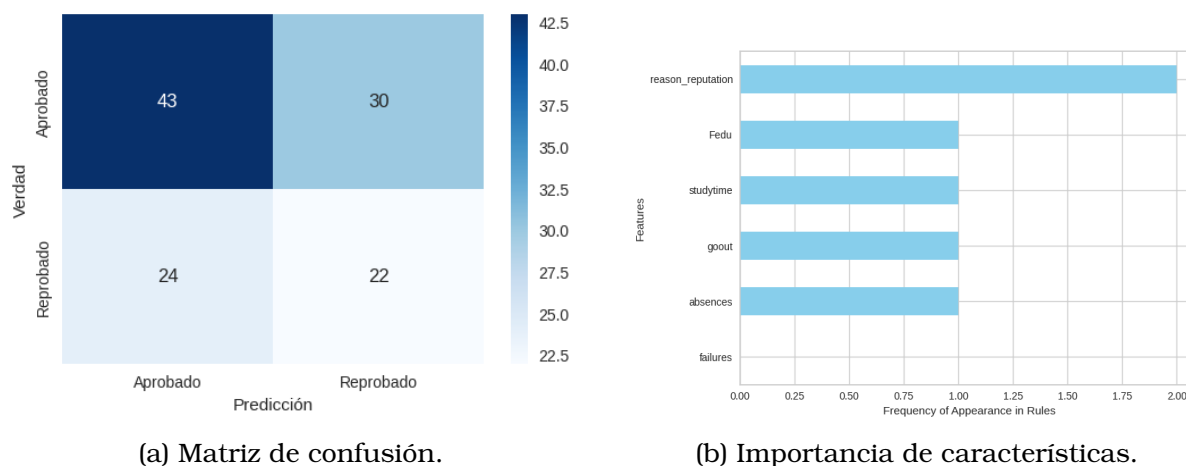 42.5
40.0
37.5
35.0
32.5
30.0
27.5
25.0
22.5
Aprobado
Reprobado
Verdad
43
30
24
22
Aprobado
Reprobado
Predicción
(a) Matriz de confusión.
reason_reputation
Fedu
studytime
goout
absences
failures
Features
0.00
0.25
0.50
0.75
1.00
1.25
1.50
1.75
2.00
Frequency of Appearance in Rules
(b) Importancia de características.